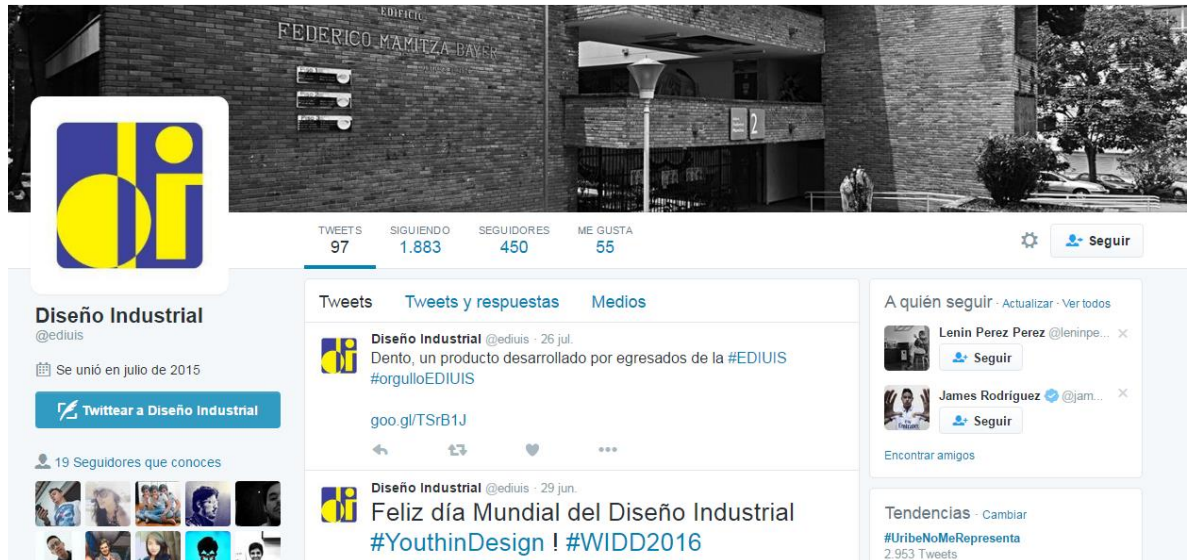 EDIFICIO
FEDERICO MAMITZA BAYER
2
di
TWEETS
97
SIGUIENDO
1.883
SEGUIDORES
450
ME GUSTA
55
Seguir
Diseño Industrial
@ediuis
Se unió en julio de 2015
Twittear a Diseño Industrial
19 Seguidores que conoces
Tweets Tweets y respuestas Medios
Diseño Industrial @ediuis · 26 jul.
Dento, un producto desarrollado por egresados de la #EDIUIS
#orgulloEDIUIS
goo.gl/TSrB1J
Diseño Industrial @ediuis · 29 jun.
Feliz día Mundial del Diseño Industrial
#YouthinDesign ! #WIDD2016
A quién seguir · Actualizar · Ver todos
Lenin Perez Perez @leninpe...
Seguir
James Rodríguez @jam...
Seguir
Encontrar amigos
Tendencias · Cambiar
#UribeNoMeRepresenta
2.953 Tweets